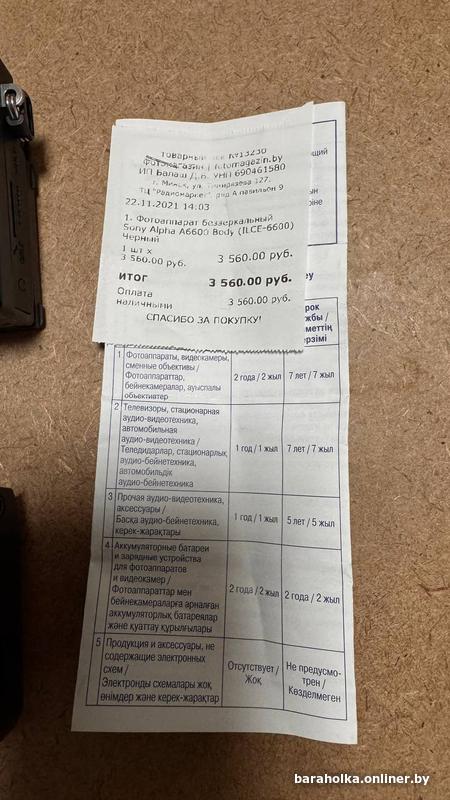 Товарный чек №13230
Фотомагазин | fotomagazin.by
ИП Балаш Д.В. УНП 690461580
г. Минск, ул. Тимирязева 127,
ТЦ "Радиомаркет", ряд А павильон 9
22.11.2021 14:03
1. Фотоаппарат беззеркальный
Sony Alpha A6600 Body (ILCE-6600)
Черный
1 шт x
3 560.00 руб. 3 560.00 руб.
ИТОГ 3 560.00 руб.
Оплата
наличными 3 560.00 руб.
СПАСИБО ЗА ПОКУПКУ!
1 Фотоаппараты, видеокамеры,
сменные объективы /
Фотоаппараттар,
бейнекамералар, ауыспалы
объективтер
2 года / 2 жыл 7 лет / 7 жыл
2 Телевизоры, стационарная
аудио-видеотехника,
автомобильная
аудио-видеотехника /
Теледидарлар, стационарлық
аудио-бейнетехника,
автомобильдік
аудио-бейнетехника
1 год / 1 жыл 7 лет / 7 жыл
3 Прочая аудио-видеотехника,
аксессуары /
Басқа аудио-бейнетехника,
керек-жарақтары
1 год / 1 жыл 5 лет / 5 жыл
4 Аккумуляторные батареи
и зарядные устройства
для фотоаппаратов
и видеокамер /
Фотоаппараттар мен
бейнекамераларға арналған
аккумуляторлық батареялар
және қуаттау құрылғылары
2 года / 2 жыл 2 года / 2 жыл
5 Продукция и аксессуары, не
содержащие электронных
схем /
Электронды схемалары жоқ
өнімдер және керек-жарақтар
Отсутствует /
Жоқ
Не предусмо-
трен /
Көзделмеген
baraholka.onliner.by